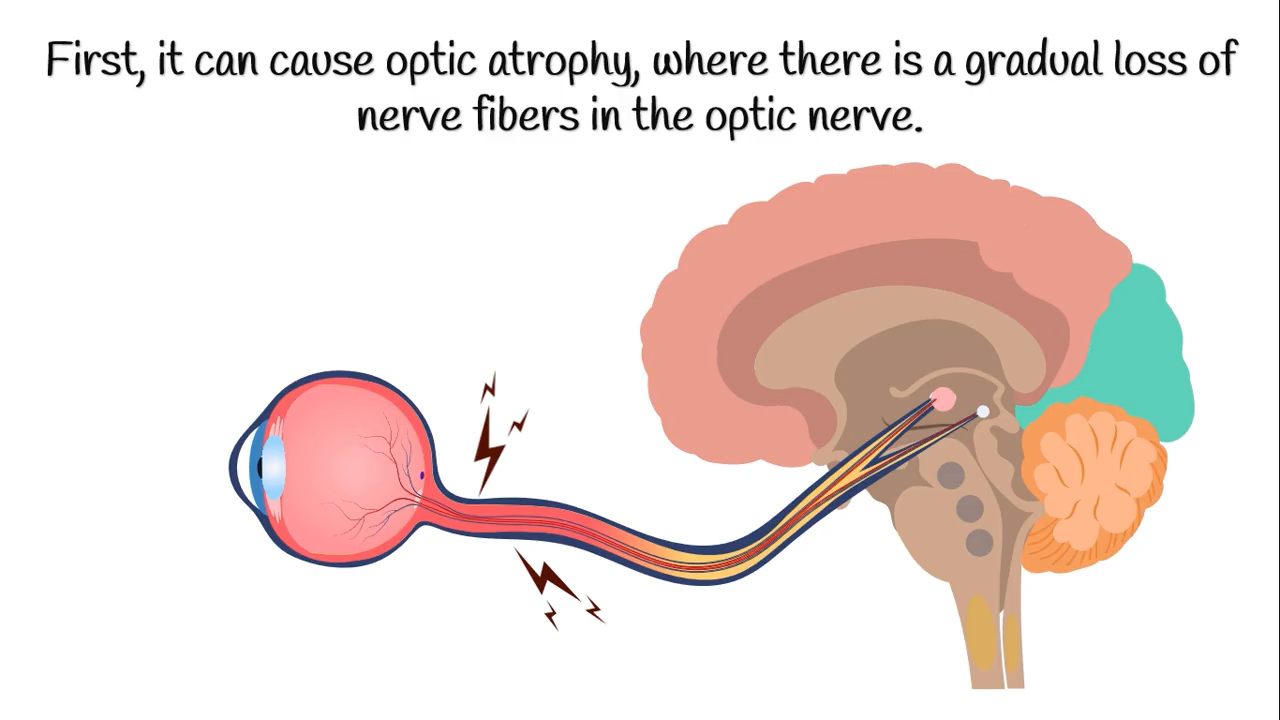 First, it can cause optic atrophy, where there is a gradual loss of
nerve fibers in the optic nerve.